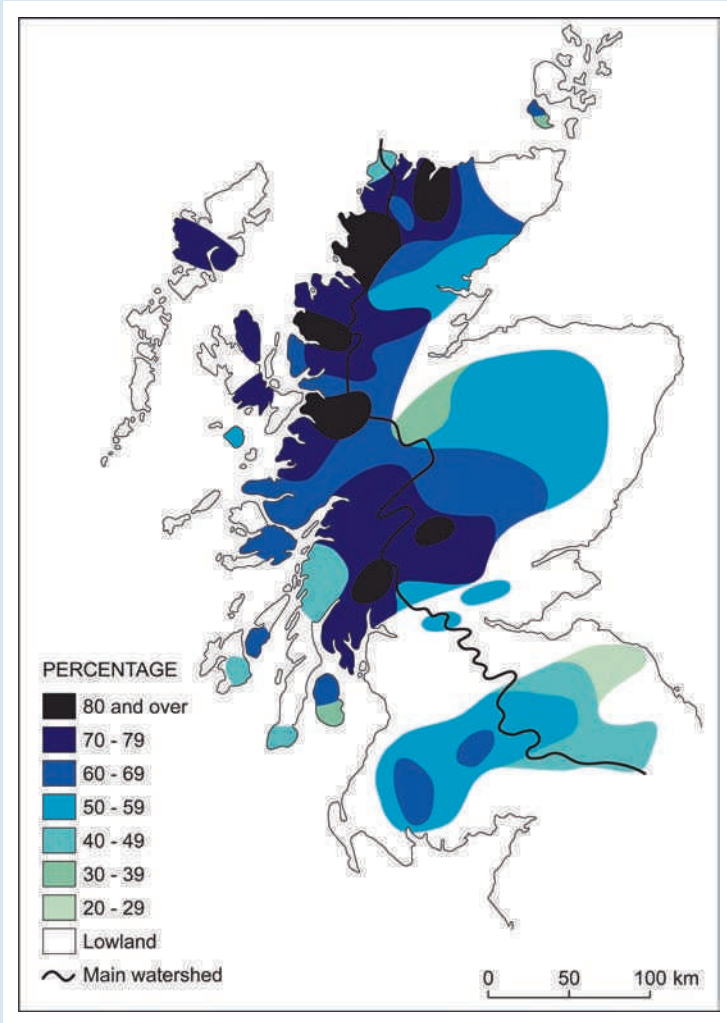 PERCENTAGE
80 and over
70 - 79
60 - 69
50 - 59
40 - 49
30 - 39
20 - 29
Lowland
Main watershed
0 50 100 km